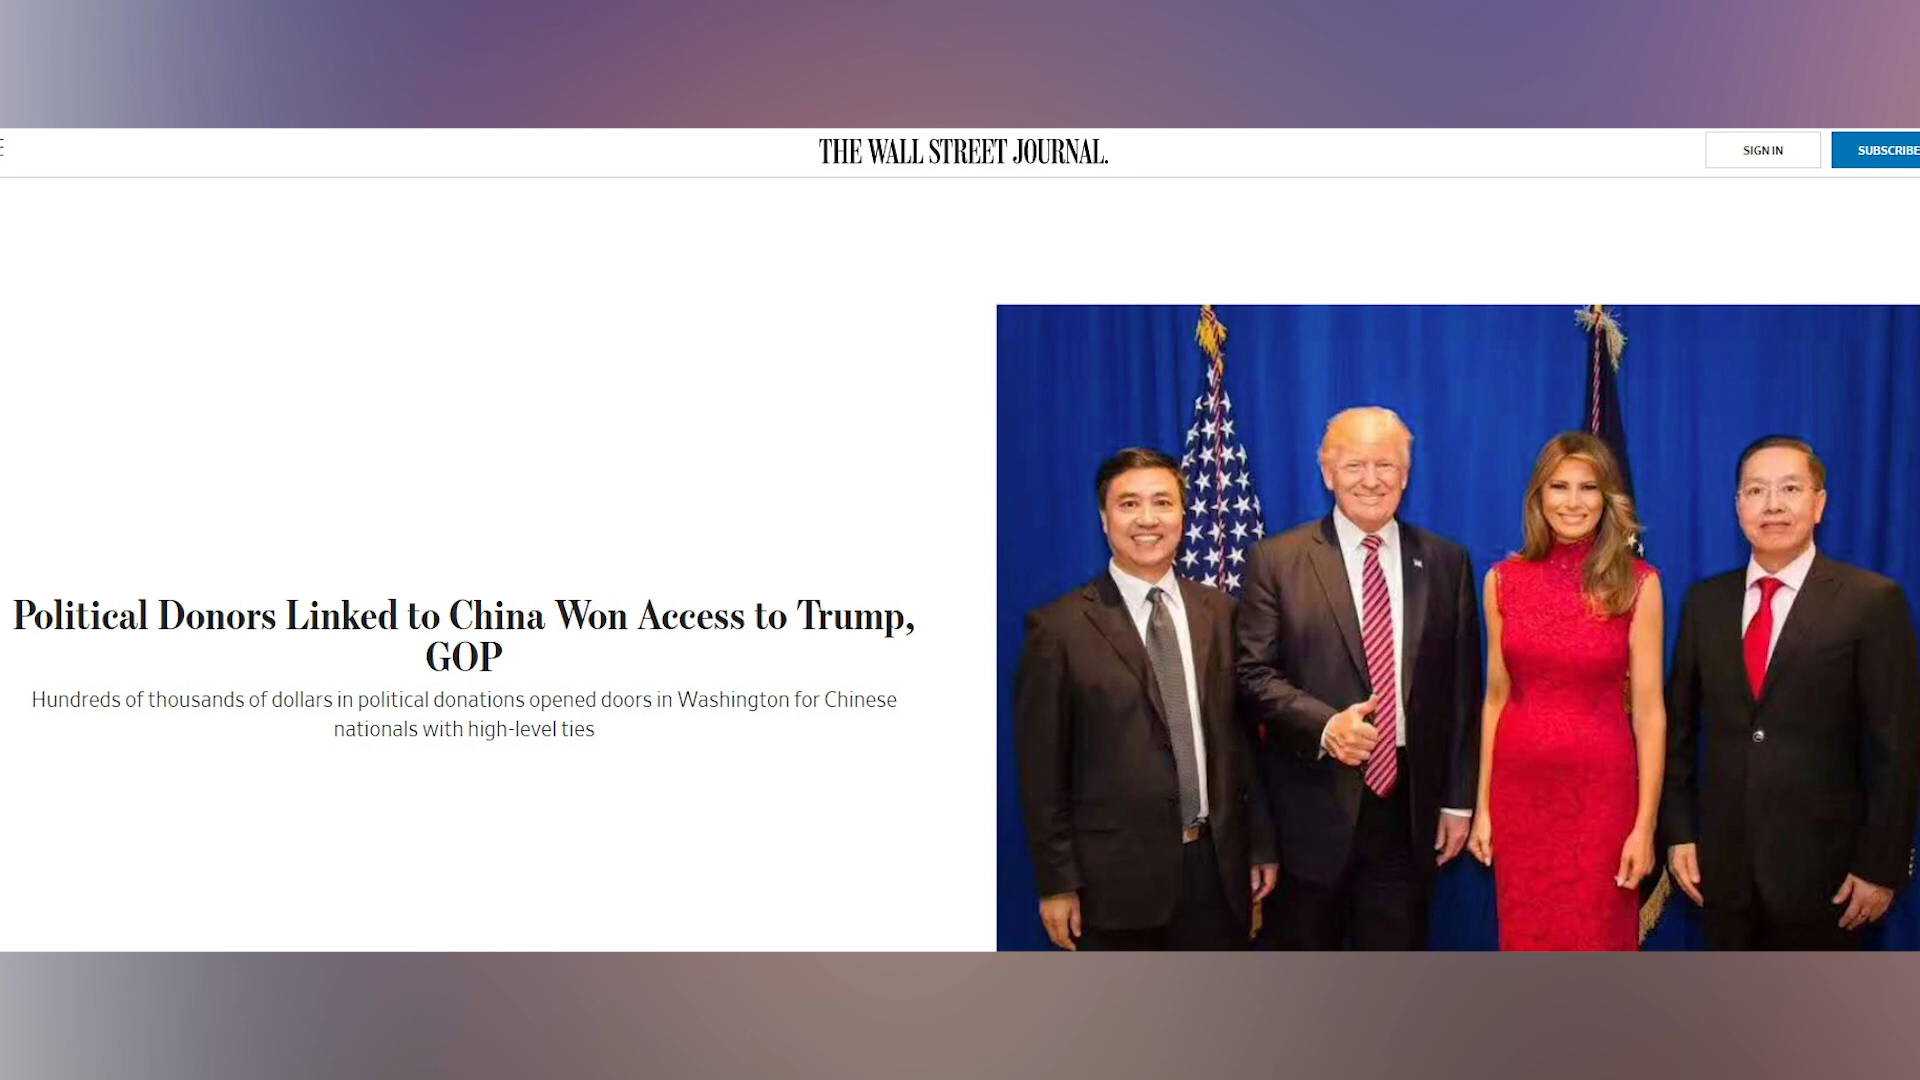 THE WALL STREET JOURNAL.
SIGN IN
SUBSCRIBE
Political Donors Linked to China Won Access to Trump,
GOP
Hundreds of thousands of dollars in political donations opened doors in Washington for Chinese
nationals with high-level ties